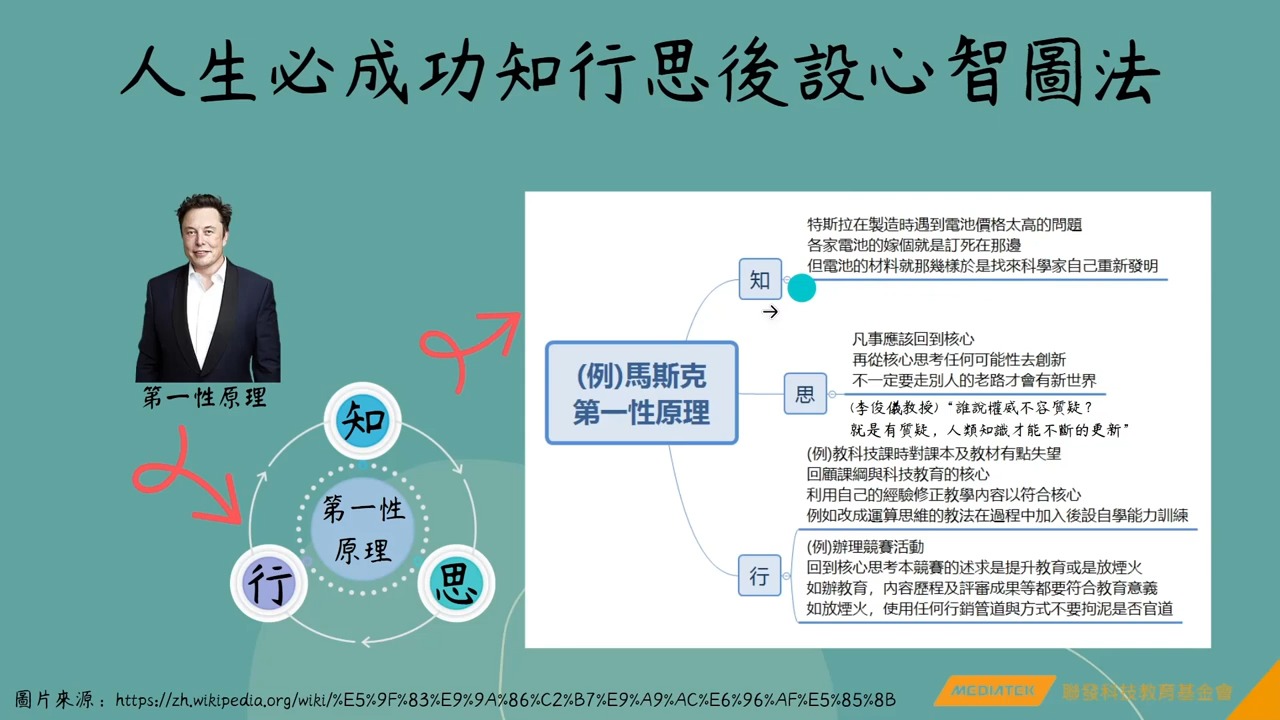 人生必成功知行思後設心智圖法
第一性原理
知
行
思
第一性
原理
(例)馬斯克
第一性原理
知
特斯拉在製造時遇到電池價格太高的問題
各家電池的嫁個就是訂死在那邊
但電池的材料就那幾樣於是找來科學家自己重新發明
思
凡事應該回到核心
再從核心思考任何可能性去創新
不一定要走別人的老路才會有新世界
(李俊儀教授)“誰說權威不容質疑？
就是有質疑，人類知識才能不斷的更新”
行
(例)教科技課時對課本及教材有點失望
回顧課綱與科技教育的核心
利用自己的經驗修正教學內容以符合核心
例如改成運算思維的教法在過程中加入後設自學能力訓練
(例)辦理競賽活動
回到核心思考本競賽的述求是提升教育或是放煙火
如辦教育，內容歷程及評審成果等都要符合教育意義
如放煙火，使用任何行銷管道與方式不要拘泥是否官道
圖片來源：https://zh.wikipedia.org/wiki/%E5%9F%83%E9%9A%86%C2%B7%E9%A9%AC%E6%96%AF%E5%85%8B
MEDIATEK 聯發科技教育基金會